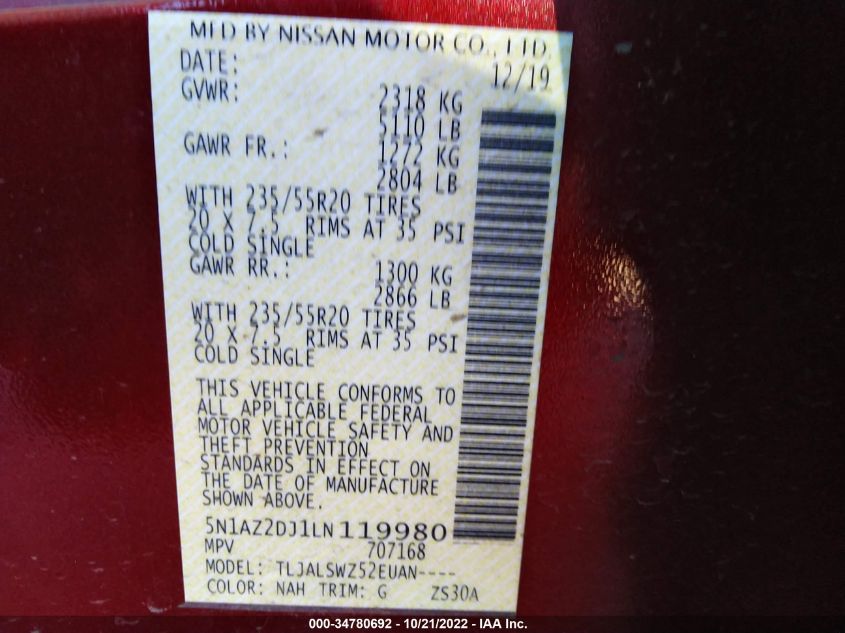 MFD BY NISSAN MOTOR CO., LTD.
DATE: 12/19
GVWR: 2318 KG
5110 LB
GAWR FR.: 1272 KG
2804 LB
WITH 235/55R20 TIRES
20 X 7.5 RIMS AT 35 PSI
COLD SINGLE
GAWR RR.: 1300 KG
2866 LB
WITH 235/55R20 TIRES
20 X 7.5 RIMS AT 35 PSI
COLD SINGLE
THIS VEHICLE CONFORMS TO
ALL APPLICABLE FEDERAL
MOTOR VEHICLE SAFETY AND
THEFT PREVENTION
STANDARDS IN EFFECT ON
THE DATE OF MANUFACTURE
SHOWN ABOVE.
5N1AZ2DJ1LN119980
MPV 707168
MODEL: TLJALSWZ52EUAN----
COLOR: NAH TRIM: G ZS30A
000-34780692 - 10/21/2022 - IAA Inc.